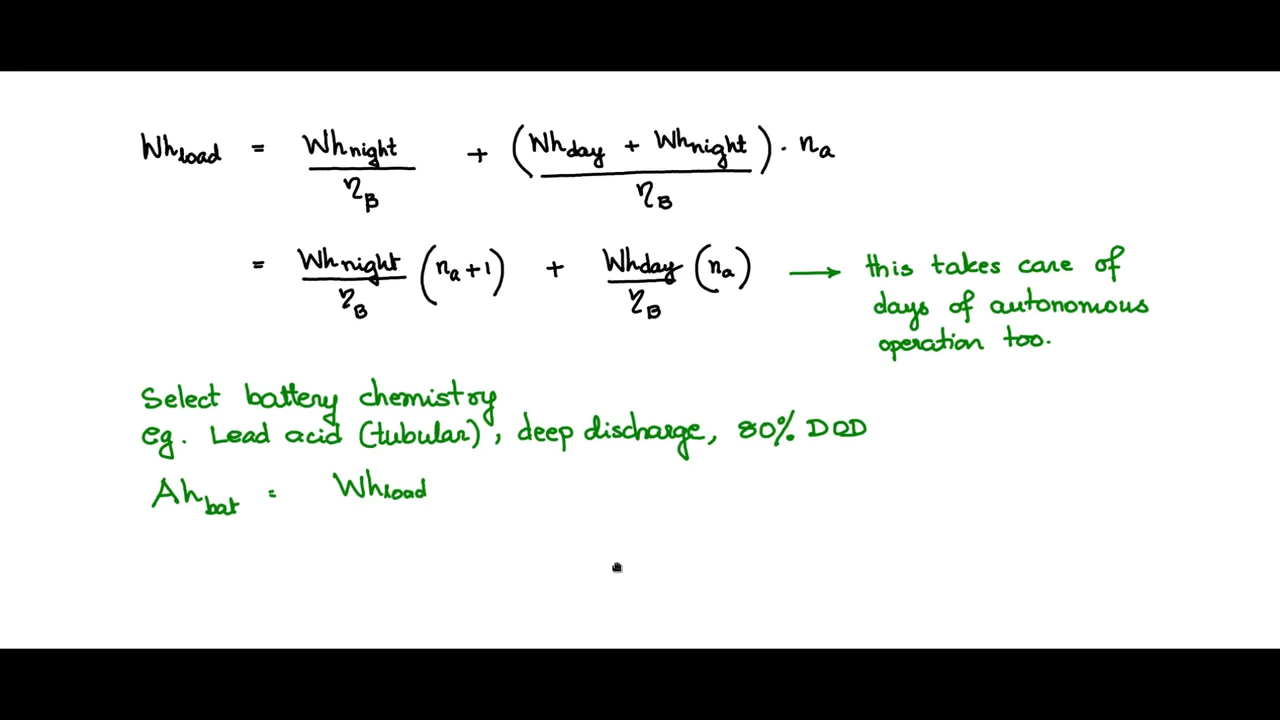 Wh_load = Wh_night / η_B + ((Wh_day + Wh_night) / η_B) · n_a
= Wh_night / η_B (n_a + 1) + Wh_day / η_B (n_a) → this takes care of
days of autonomous
operation too.
Select battery chemistry
eg. Lead acid (tubular), deep discharge, 80% DOD
Ah_bat = Wh_load